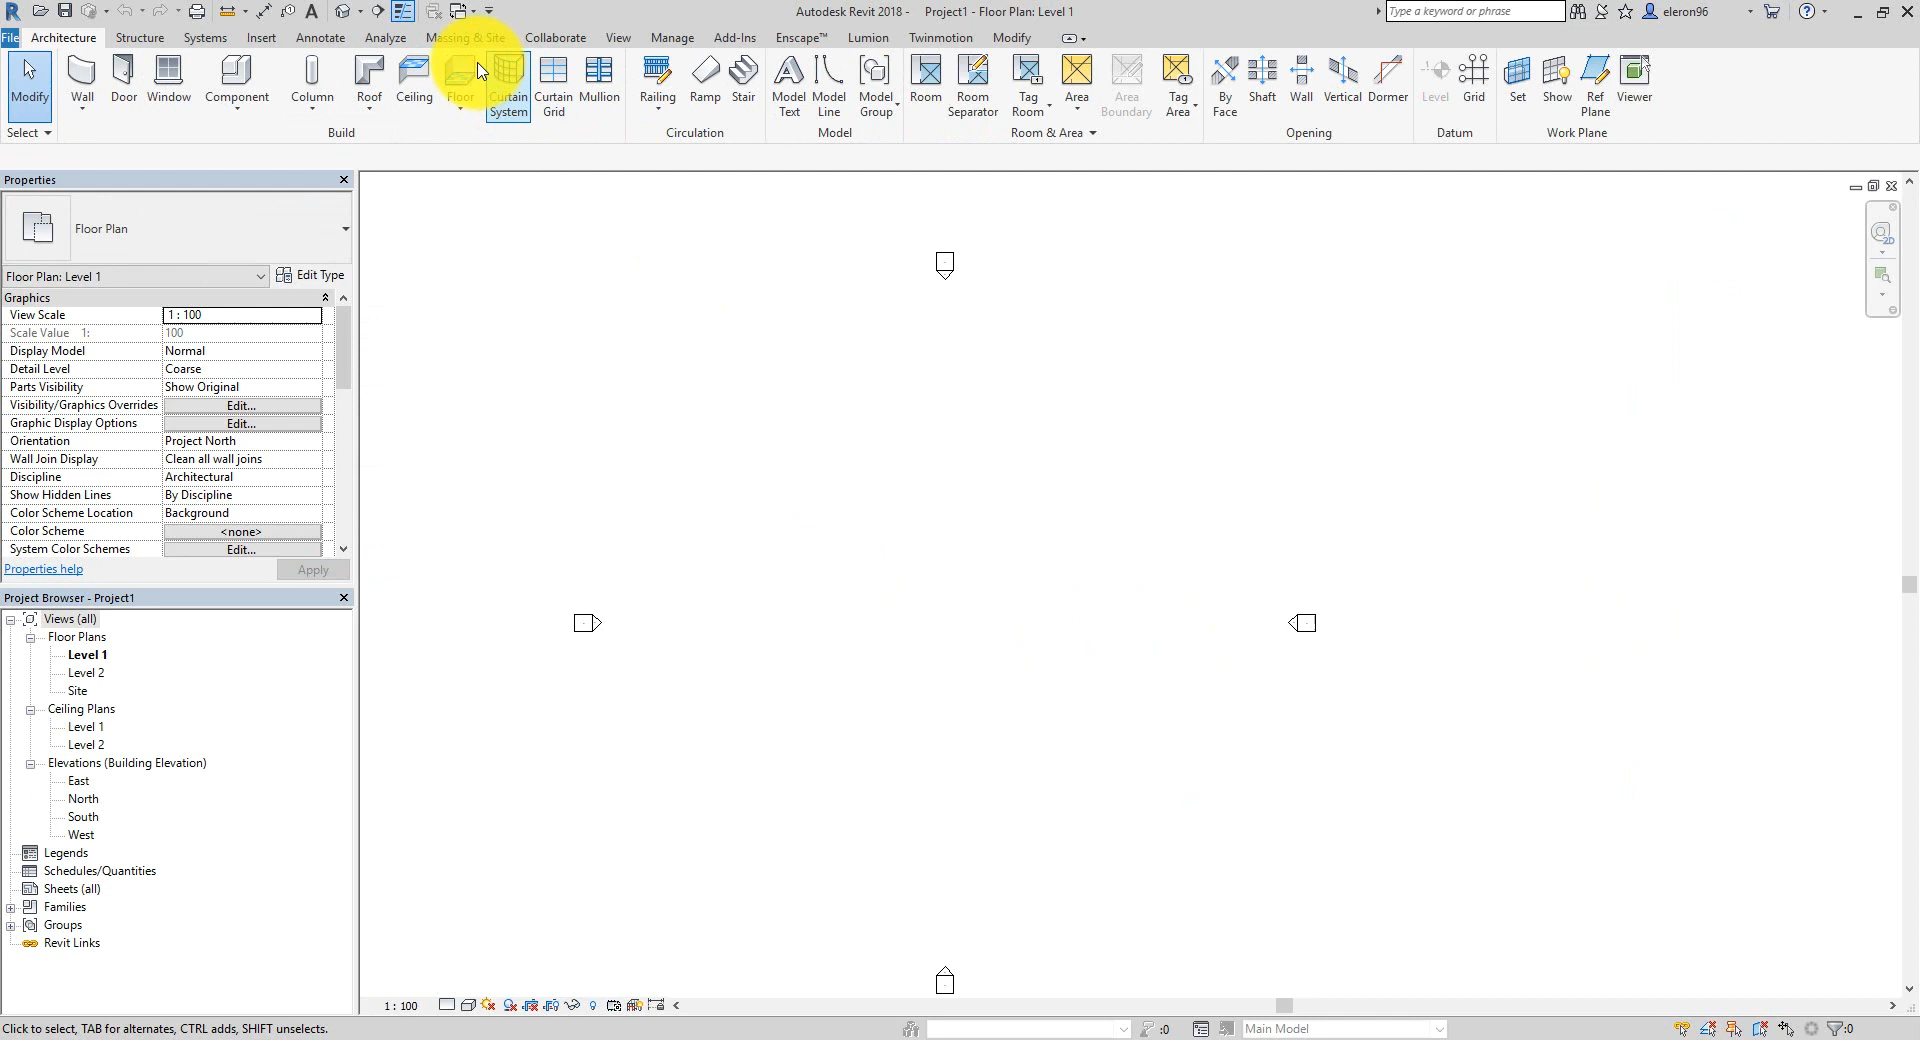 Autodesk Revit 2018 - Project1 - Floor Plan: Level 1
Type a keyword or phrase
eleron96
File Architecture Structure Systems Insert Annotate Analyze Massing & Site Collaborate View Manage Add-Ins Enscape™ Lumion Twinmotion Modify
Modify Wall Door Window Component Column Roof Ceiling Floor Curtain System Curtain Grid Mullion Railing Ramp Stair Model Text Model Line Model Group Room Room Separator Tag Room Area Area Boundary Tag Area By Face Shaft Wall Vertical Dormer Level Grid Set Show Ref Plane Viewer
Select Build Circulation Model Room & Area Opening Datum Work Plane
Properties
Floor Plan
Floor Plan: Level 1 Edit Type
Graphics
View Scale 1 : 100
Scale Value 1: 100
Display Model Normal
Detail Level Coarse
Parts Visibility Show Original
Visibility/Graphics Overrides Edit...
Graphic Display Options Edit...
Orientation Project North
Wall Join Display Clean all wall joins
Discipline Architectural
Show Hidden Lines By Discipline
Color Scheme Location Background
Color Scheme <none>
System Color Schemes Edit...
Properties help Apply
Project Browser - Project1
Views (all)
Floor Plans
Level 1
Level 2
Site
Ceiling Plans
Level 1
Level 2
Elevations (Building Elevation)
East
North
South
West
Legends
Schedules/Quantities
Sheets (all)
Families
Groups
Revit Links
2D
1 : 100
Click to select, TAB for alternates, CTRL adds, SHIFT unselects.
:0
Main Model
:0